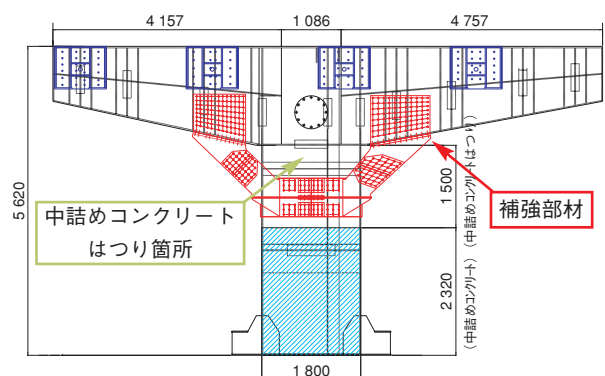 4 157
1 086
4 757
5 620
中詰めコンクリート
はつり箇所
補強部材
1 500
（中詰めコンクリートはつり）
2 320
（中詰めコンクリート）
1 800